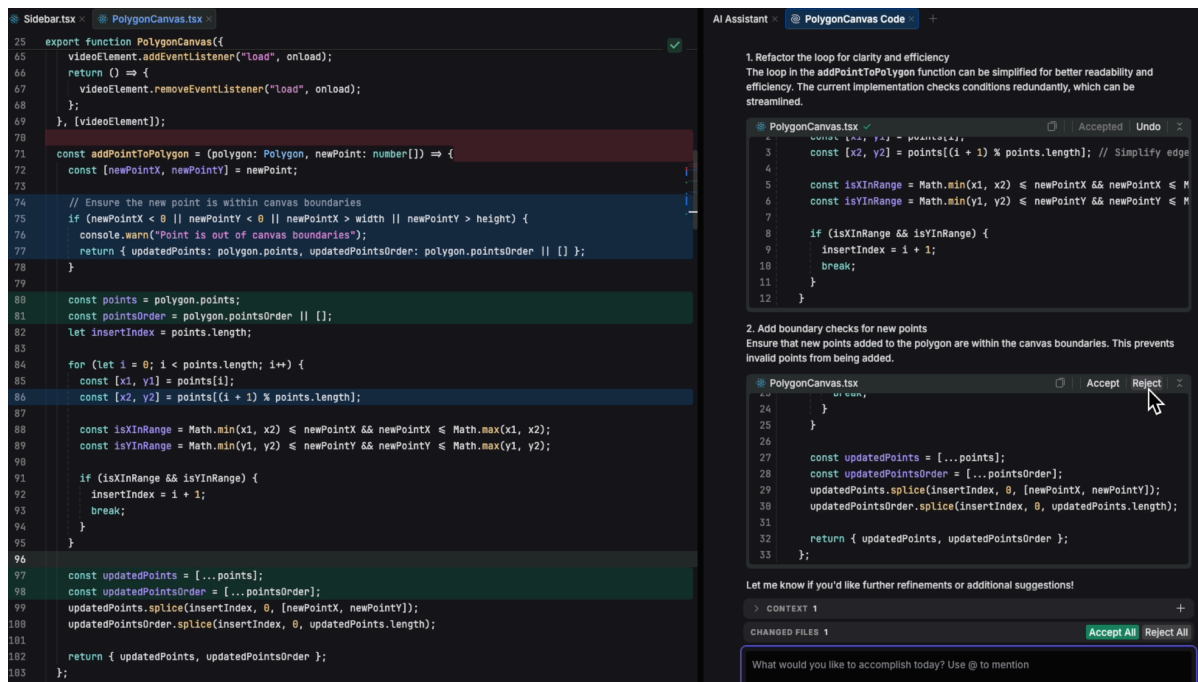 Sidebar.tsx × PolygonCanvas.tsx ×
25 export function PolygonCanvas({
65 videoElement.addEventListener("load", onload);
66 return () ⇒ {
67 videoElement.removeEventListener("load", onload);
68 };
69 }, [videoElement]);
70
71 const addPointToPolygon = (polygon: Polygon, newPoint: number[]) ⇒ {
72 const [newPointX, newPointY] = newPoint;
73
74 // Ensure the new point is within canvas boundaries
75 if (newPointX < 0 || newPointY < 0 || newPointX > width || newPointY > height) {
76 console.warn("Point is out of canvas boundaries");
77 return { updatedPoints: polygon.points, updatedPointsOrder: polygon.pointsOrder || [] };
78 }
79
80 const points = polygon.points;
81 const pointsOrder = polygon.pointsOrder || [];
82 let insertIndex = points.length;
83
84 for (let i = 0; i < points.length; i++) {
85 const [x1, y1] = points[i];
86 const [x2, y2] = points[(i + 1) % points.length];
87
88 const isXInRange = Math.min(x1, x2) ≤ newPointX && newPointX ≤ Math.max(x1, x2);
89 const isYInRange = Math.min(y1, y2) ≤ newPointY && newPointY ≤ Math.max(y1, y2);
90
91 if (isXInRange && isYInRange) {
92 insertIndex = i + 1;
93 break;
94 }
95 }
96
97 const updatedPoints = [...points];
98 const updatedPointsOrder = [...pointsOrder];
99 updatedPoints.splice(insertIndex, 0, [newPointX, newPointY]);
100 updatedPointsOrder.splice(insertIndex, 0, updatedPoints.length);
101
102 return { updatedPoints, updatedPointsOrder };
103 };
AI Assistant × PolygonCanvas Code × +
1. Refactor the loop for clarity and efficiency
The loop in the addPointToPolygon function can be simplified for better readability and
efficiency. The current implementation checks conditions redundantly, which can be
streamlined.
PolygonCanvas.tsx ✓ Accepted Undo
2 const [x1, y1] = points[i];
3 const [x2, y2] = points[(i + 1) % points.length]; // Simplify edge
4
5 const isXInRange = Math.min(x1, x2) ≤ newPointX && newPointX ≤ M
6 const isYInRange = Math.min(y1, y2) ≤ newPointY && newPointY ≤ M
7
8 if (isXInRange && isYInRange) {
9 insertIndex = i + 1;
10 break;
11 }
12 }
2. Add boundary checks for new points
Ensure that new points added to the polygon are within the canvas boundaries. This prevents
invalid points from being added.
PolygonCanvas.tsx Accept Reject
23 break;
24 }
25 }
26
27 const updatedPoints = [...points];
28 const updatedPointsOrder = [...pointsOrder];
29 updatedPoints.splice(insertIndex, 0, [newPointX, newPointY]);
30 updatedPointsOrder.splice(insertIndex, 0, updatedPoints.length);
31
32 return { updatedPoints, updatedPointsOrder };
33 };
Let me know if you'd like further refinements or additional suggestions!
> CONTEXT 1 +
CHANGED FILES 1 Accept All Reject All
What would you like to accomplish today? Use @ to mention